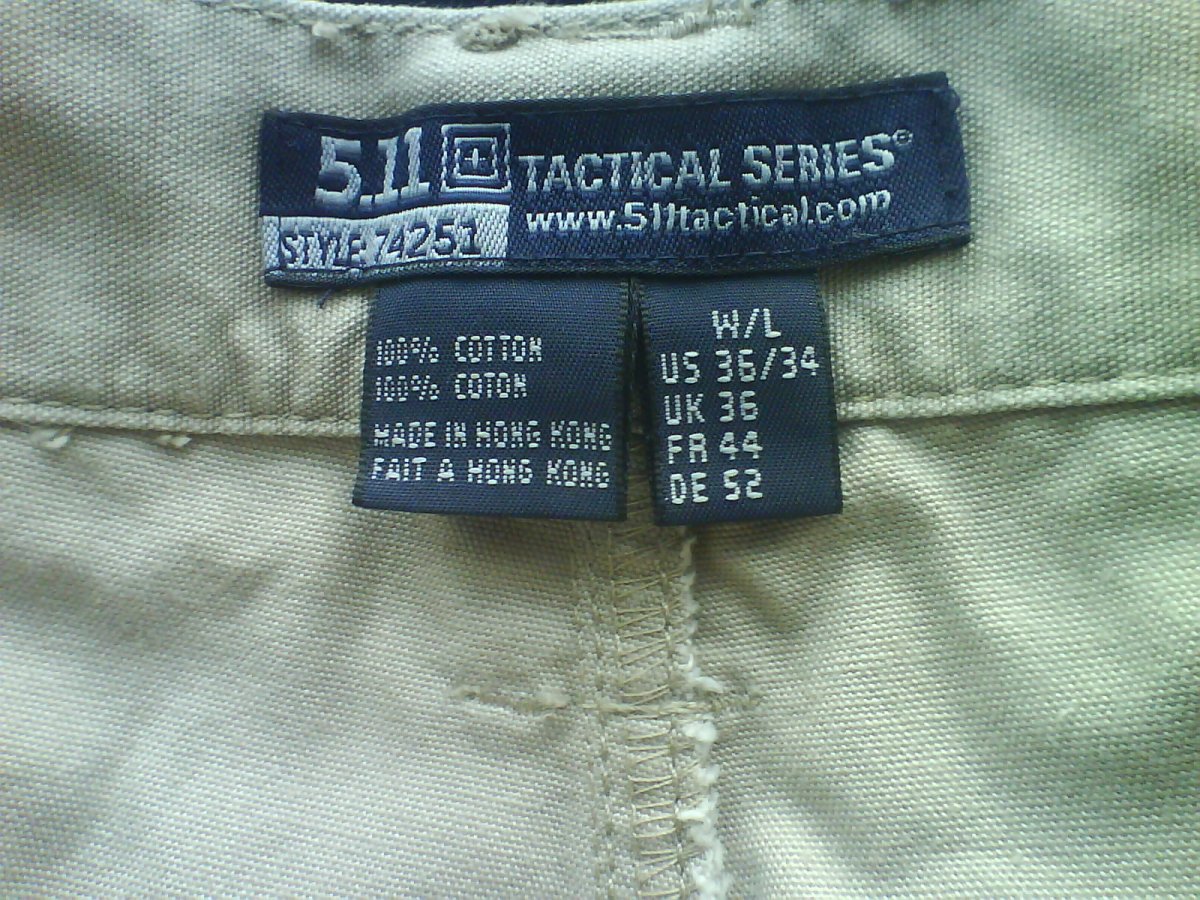 5.11 TACTICAL SERIES®
www.511tactical.com
STYLE 74251
100% COTTON
100% COTON
MADE IN HONG KONG
FAIT A HONG KONG
W/L
US 36/34
UK 36
FR 44
DE 52